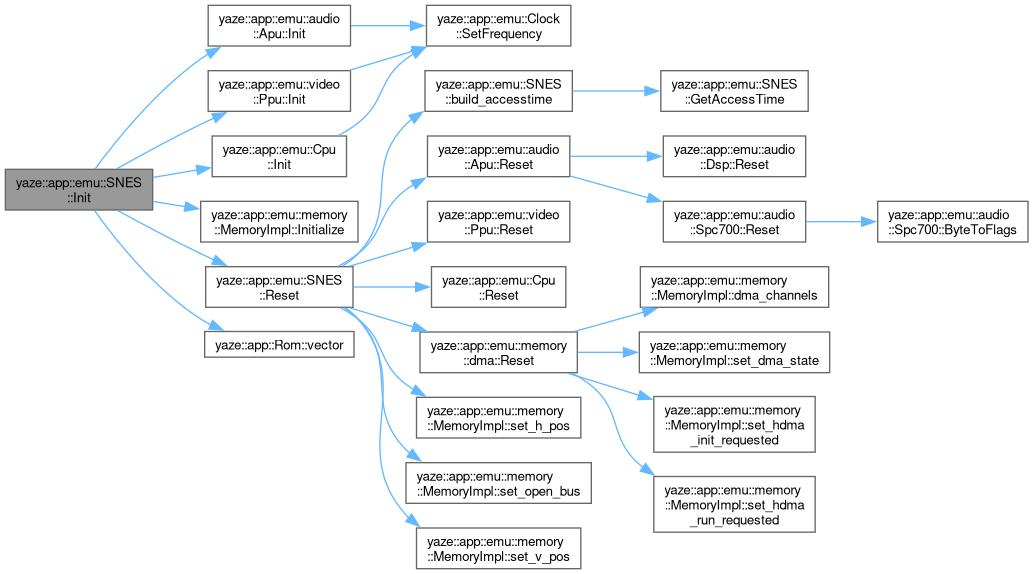 yaze::app::emu::SNES
::Init
yaze::app::emu::audio
::Apu::Init
yaze::app::emu::video
::Ppu::Init
yaze::app::emu::Cpu
::Init
yaze::app::emu::memory
::MemoryImpl::Initialize
yaze::app::emu::SNES
::Reset
yaze::app::Rom::vector
yaze::app::emu::Clock
::SetFrequency
yaze::app::emu::SNES
::build_accesstime
yaze::app::emu::audio
::Apu::Reset
yaze::app::emu::video
::Ppu::Reset
yaze::app::emu::Cpu
::Reset
yaze::app::emu::memory
::dma::Reset
yaze::app::emu::memory
::MemoryImpl::set_h_pos
yaze::app::emu::memory
::MemoryImpl::set_open_bus
yaze::app::emu::memory
::MemoryImpl::set_v_pos
yaze::app::emu::SNES
::GetAccessTime
yaze::app::emu::audio
::Dsp::Reset
yaze::app::emu::audio
::Spc700::Reset
yaze::app::emu::memory
::MemoryImpl::dma_channels
yaze::app::emu::memory
::MemoryImpl::set_dma_state
yaze::app::emu::memory
::MemoryImpl::set_hdma
_init_requested
yaze::app::emu::memory
::MemoryImpl::set_hdma
_run_requested
yaze::app::emu::audio
::Spc700::ByteToFlags